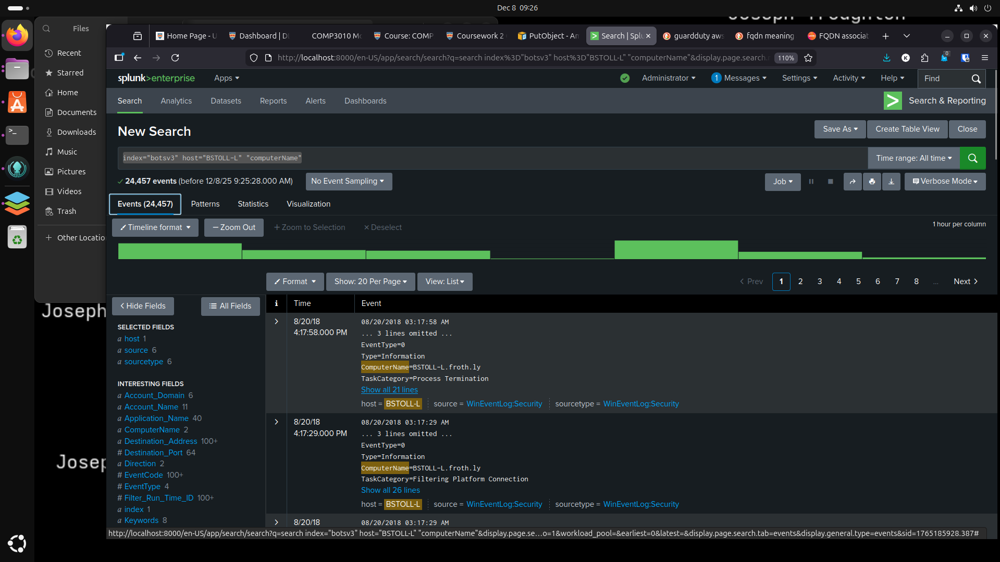 Dec 8 09:26
Files
Recent
Starred
Home
Documents
Downloads
Music
Pictures
Videos
Trash
Other Locatio
Joseph
Josep
Home Page - U
Dashboard | DL
COMP3010 Mo
Course: COMP
Coursework 2
PutObject - Am
Search | Splu
guardduty aws
fqdn meaning
FQDN associat
http://localhost:8000/en-US/app/search/search?q=search index%3D"botsv3" host%3D"BSTOLL-L" "computerName"&display.page.search.
110%
0
splunk>enterprise
Apps
Administrator
1 Messages
Settings
Activity
Help
Find
Search
Analytics
Datasets
Reports
Alerts
Dashboards
Search & Reporting
New Search
Save As
Create Table View
Close
index="botsv3" host="BSTOLL-L" "computerName"
Time range: All time
24,457 events (before 12/8/25 9:25:28.000 AM)
No Event Sampling
Job
Verbose Mode
Events (24,457)
Patterns
Statistics
Visualization
Timeline format
Zoom Out
Zoom to Selection
Deselect
1 hour per column
Format
Show: 20 Per Page
View: List
Prev
1 2 3 4 5 6 7 8 ...
Next
Hide Fields
All Fields
SELECTED FIELDS
a host 1
a source 6
a sourcetype 6
INTERESTING FIELDS
a Account_Domain 6
a Account_Name 11
a Application_Name 40
a ComputerName 2
a Destination_Address 100+
# Destination_Port 64
a Direction 2
# EventCode 100+
# EventType 4
# Filter_Run_Time_ID 100+
a index 1
a Keywords 8
i Time Event
8/20/18
4:17:58.000 PM
08/20/2018 03:17:58 AM
... 3 lines omitted ...
EventType=0
Type=Information
ComputerName=BSTOLL-L.froth.ly
TaskCategory=Process Termination
Show all 21 lines
host = BSTOLL-L source = WinEventLog:Security sourcetype = WinEventLog:Security
8/20/18
4:17:29.000 PM
08/20/2018 03:17:29 AM
... 3 lines omitted ...
EventType=0
Type=Information
ComputerName=BSTOLL-L.froth.ly
TaskCategory=Filtering Platform Connection
Show all 26 lines
host = BSTOLL-L source = WinEventLog:Security sourcetype = WinEventLog:Security
8/20/18
08/20/2018 03:17:29 AM
http://localhost:8000/en-US/app/search/search?q=search index="botsv3" host="BSTOLL-L" "computerName"&display.page.se…o=1&workload_pool=&earliest=0&latest=&display.page.search.tab=events&display.general.type=events&sid=1765185928.387#